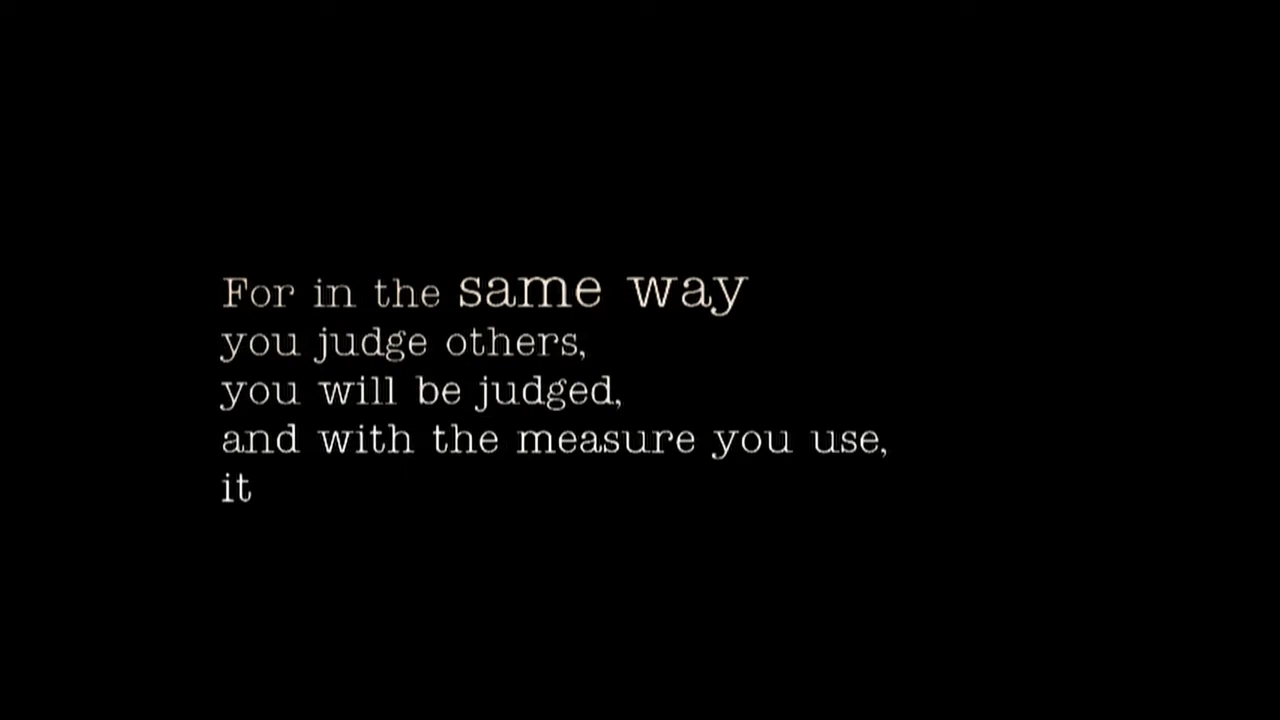 For in the same way
you judge others,
you will be judged,
and with the measure you use,
it